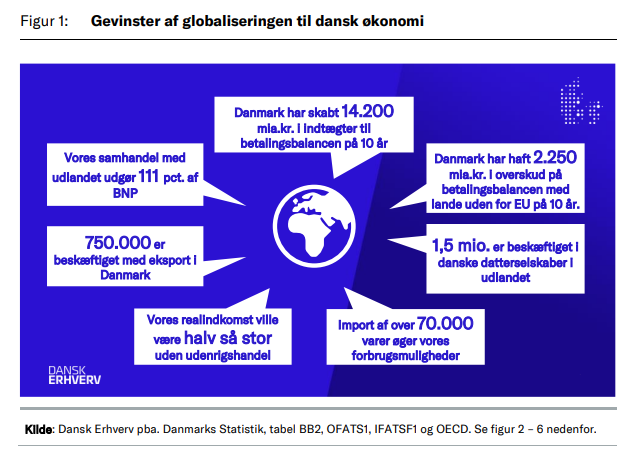 Figur 1: Gevinster af globaliseringen til dansk økonomi
Danmark har skabt 14.200
mia.kr. i indtægter til
betalingsbalancen på 10 år
Vores samhandel med
udlandet udgør 111 pct. af
BNP
Danmark har haft 2.250
mia.kr. i overskud på
betalingsbalancen med
lande uden for EU på 10 år.
750.000 er
beskæftiget med eksport i
Danmark
1,5 mio. er beskæftiget i
danske datterselskaber i
udlandet
Vores realindkomst ville
være halv så stor
uden udenrigshandel
Import af over 70.000
varer øger vores
forbrugsmuligheder
DANSK
ERHVERV
Kilde: Dansk Erhverv pba. Danmarks Statistik, tabel BB2, OFATS1, IFATSF1 og OECD. Se figur 2 – 6 nedenfor.